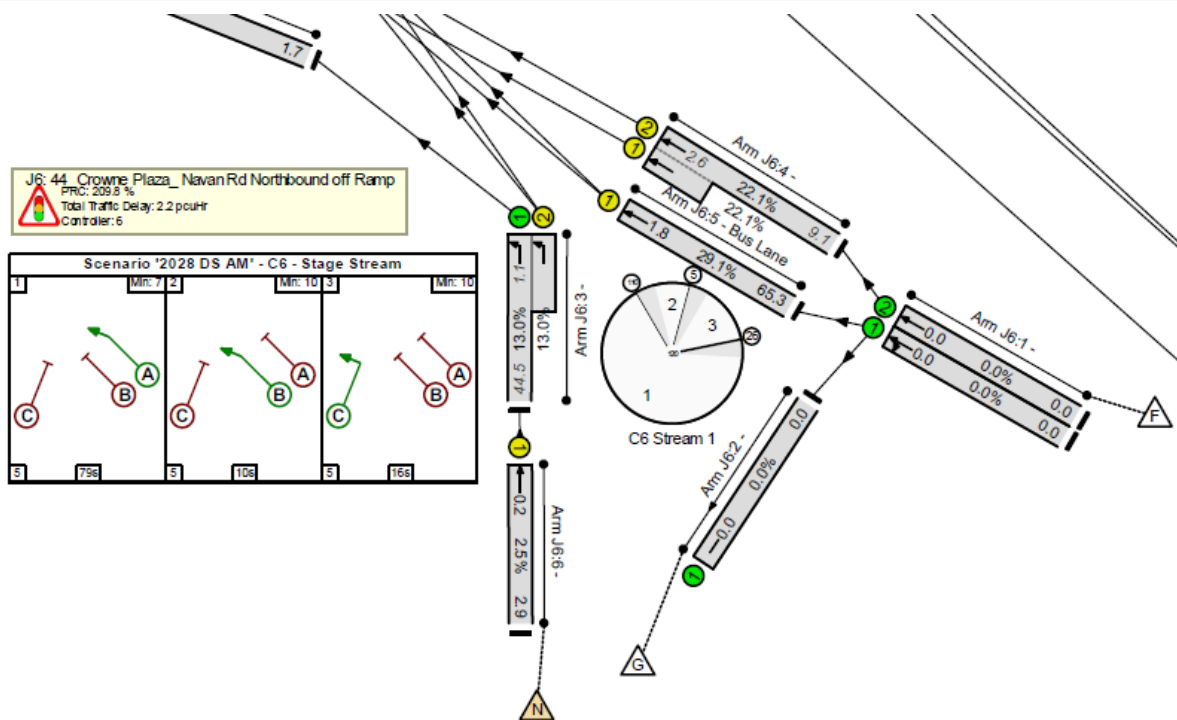 1.7
J6: 44_Crowne Plaza_ Navan Rd Northbound off Ramp
PRC: 209.8 %
Total Traffic Delay: 2.2 pcuHr
Controller: 6
Scenario '2028 DS AM' - C6 - Stage Stream
1 Min: 7 2 Min: 10 3 Min: 10
A B C
A B C
A B C
5 79s 5 10s 5 16s
1 2
1.1
44.5 13.0%
13.0%
Arm J6:3 -
1
0.2 2.5% 2.9
Arm J6:6 -
N
2
1
Arm J6:4 -
2.6 22.1% 9.1
22.1%
1
Arm J6:5 - Bus Lane
1.8 29.1% 65.3
5
26
2
3
1
C6 Stream 1
2
1
Arm J6:1 -
0.0 0.0% 0.0
0.0 0.0% 0.0
F
Arm J6:2 -
0.0 0.0% 0.0
1
G